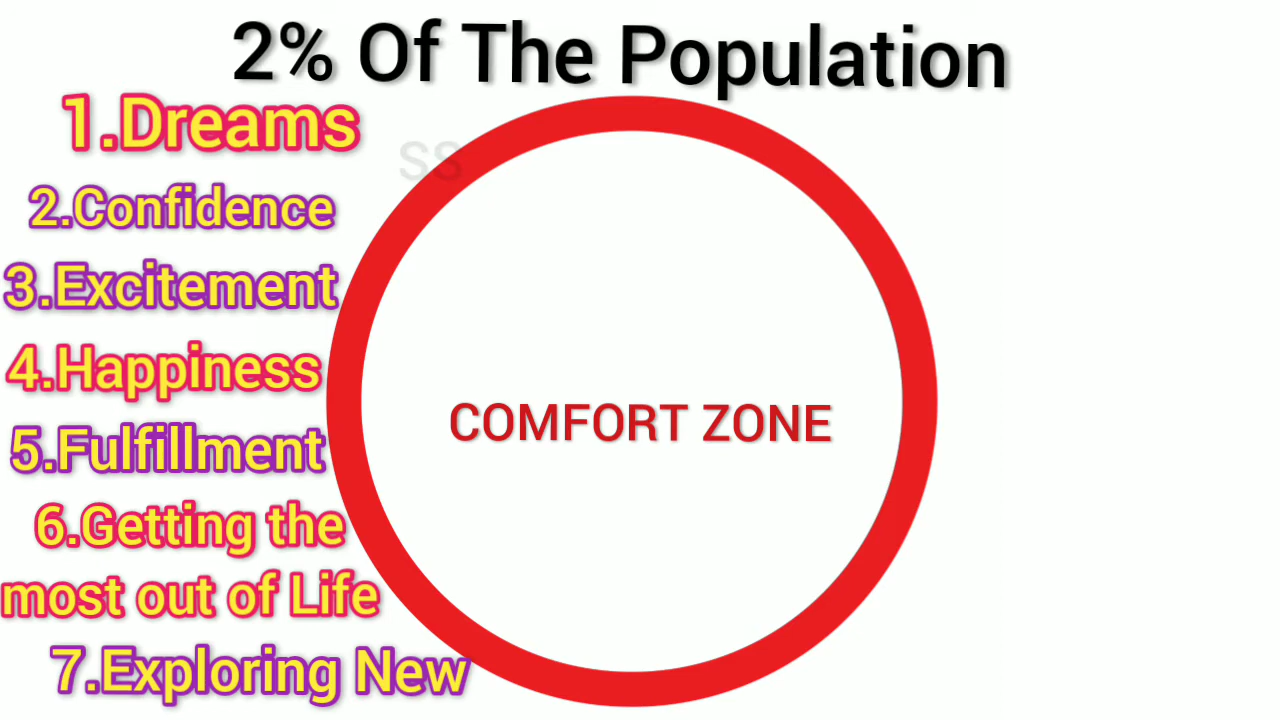 2% Of The Population
1.Dreams
ss
2.Confidence
3.Excitement
4.Happiness
5.Fulfillment
COMFORT ZONE
6.Getting the
most out of Life
7.Exploring New